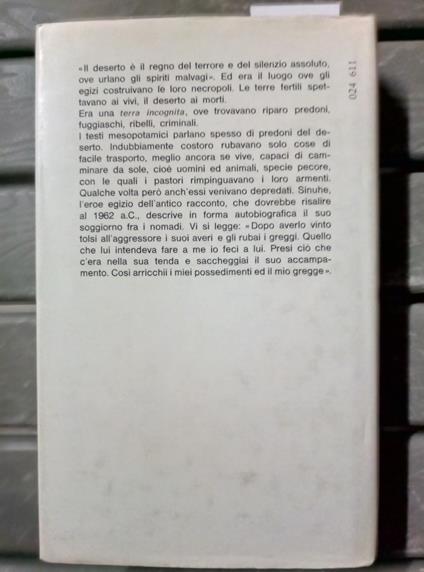 «Il deserto è il regno del terrore e del silenzio assoluto,
ove urlano gli spiriti malvagi». Ed era il luogo ove gli
egizi costruivano le loro necropoli. Le terre fertili spet-
tavano ai vivi, il deserto ai morti.
Era una terra incognita, ove trovavano riparo predoni,
fuggiaschi, ribelli, criminali.
I testi mesopotamici parlano spesso di predoni del de-
serto. Indubbiamente costoro rubavano solo cose di
facile trasporto, meglio ancora se vive, capaci di cam-
minare da sole, cioè uomini ed animali, specie pecore,
con le quali i pastori rimpinguavano i loro armenti.
Qualche volta però anch'essi venivano depredati. Sinuhe,
l'eroe egizio dell'antico racconto, che dovrebbe risalire
al 1962 a.C., descrive in forma autobiografica il suo
soggiorno fra i nomadi. Vi si legge: «Dopo averlo vinto
tolsi all'aggressore i suoi averi e gli rubai i greggi. Quello
che lui intendeva fare a me io feci a lui. Presi ciò che
c'era nella sua tenda e saccheggiai il suo accampa-
mento. Così arricchii i miei possedimenti ed il mio gregge».
024 611